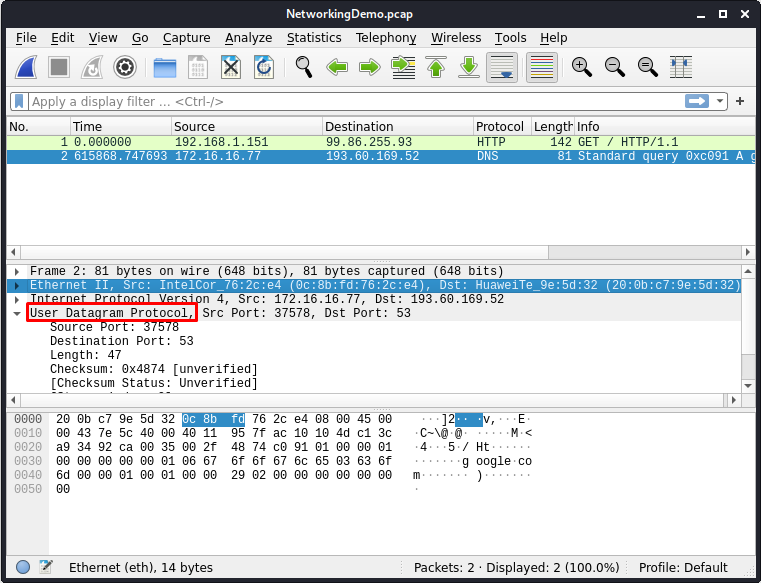 NetworkingDemo.pcap
File Edit View Go Capture Analyze Statistics Telephony Wireless Tools Help
Apply a display filter ... <Ctrl-/>
No. Time Source Destination Protocol Length Info
1 0.000000 192.168.1.151 99.86.255.93 HTTP 142 GET / HTTP/1.1
2 615868.747693 172.16.16.77 193.60.169.52 DNS 81 Standard query 0xc091 A g
Frame 2: 81 bytes on wire (648 bits), 81 bytes captured (648 bits)
Ethernet II, Src: IntelCor_76:2c:e4 (0c:8b:fd:76:2c:e4), Dst: HuaweiTe_9e:5d:32 (20:0b:c7:9e:5d:32)
Internet Protocol Version 4, Src: 172.16.16.77, Dst: 193.60.169.52
User Datagram Protocol, Src Port: 37578, Dst Port: 53
Source Port: 37578
Destination Port: 53
Length: 47
Checksum: 0x4874 [unverified]
[Checksum Status: Unverified]
0000 20 0b c7 9e 5d 32 0c 8b fd 76 2c e4 08 00 45 00 ···]2·· ·v,···E·
0010 00 43 7e 5c 40 00 40 11 95 7f ac 10 10 4d c1 3c ·C~\@·@· ·····M·<
0020 a9 34 92 ca 00 35 00 2f 48 74 c0 91 01 00 00 01 ·4···5·/ Ht······
0030 00 00 00 00 00 01 06 67 6f 6f 67 6c 65 03 63 6f ·······g oogle·co
0040 6d 00 00 01 00 01 00 00 29 02 00 00 00 00 00 00 m······· )·······
0050 00 ·
Ethernet (eth), 14 bytes Packets: 2 · Displayed: 2 (100.0%) Profile: Default